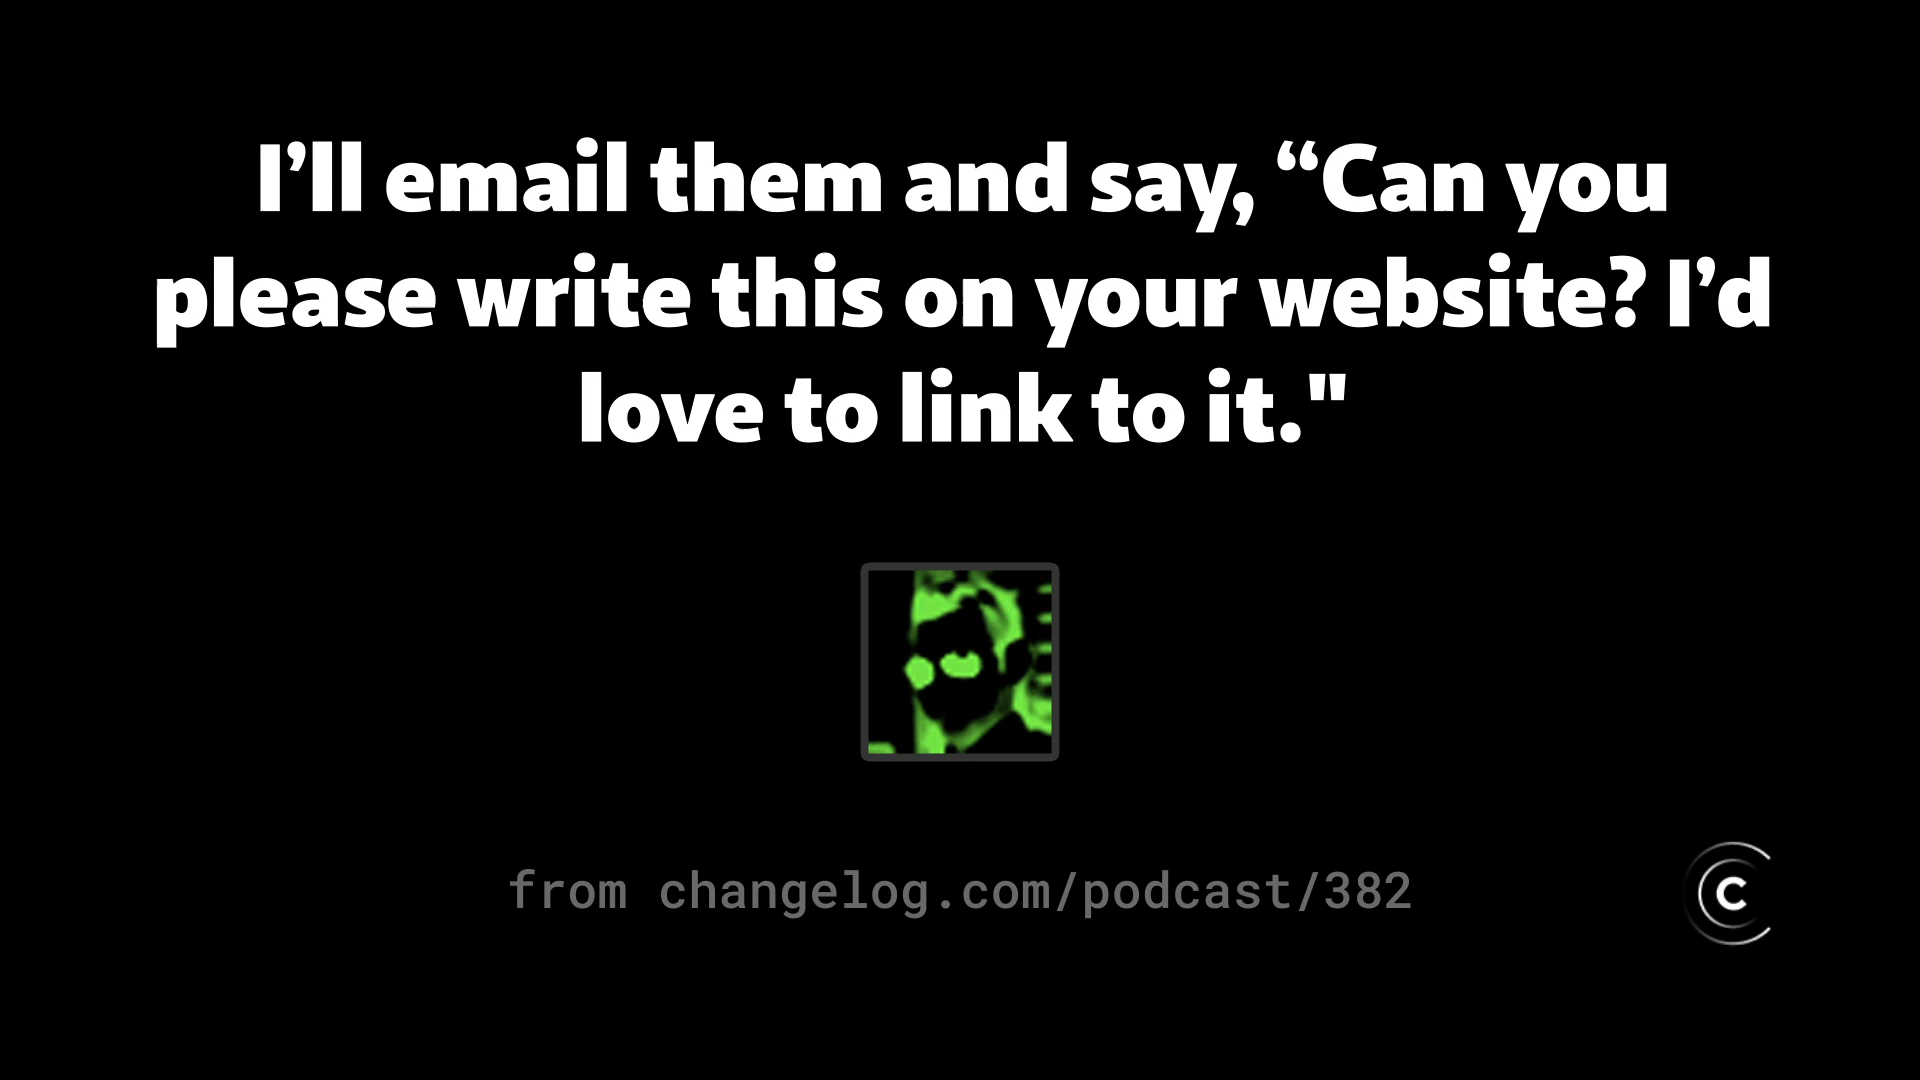 I’ll email them and say, “Can you
please write this on your website? I’d
love to link to it."
from changelog.com/podcast/382
C